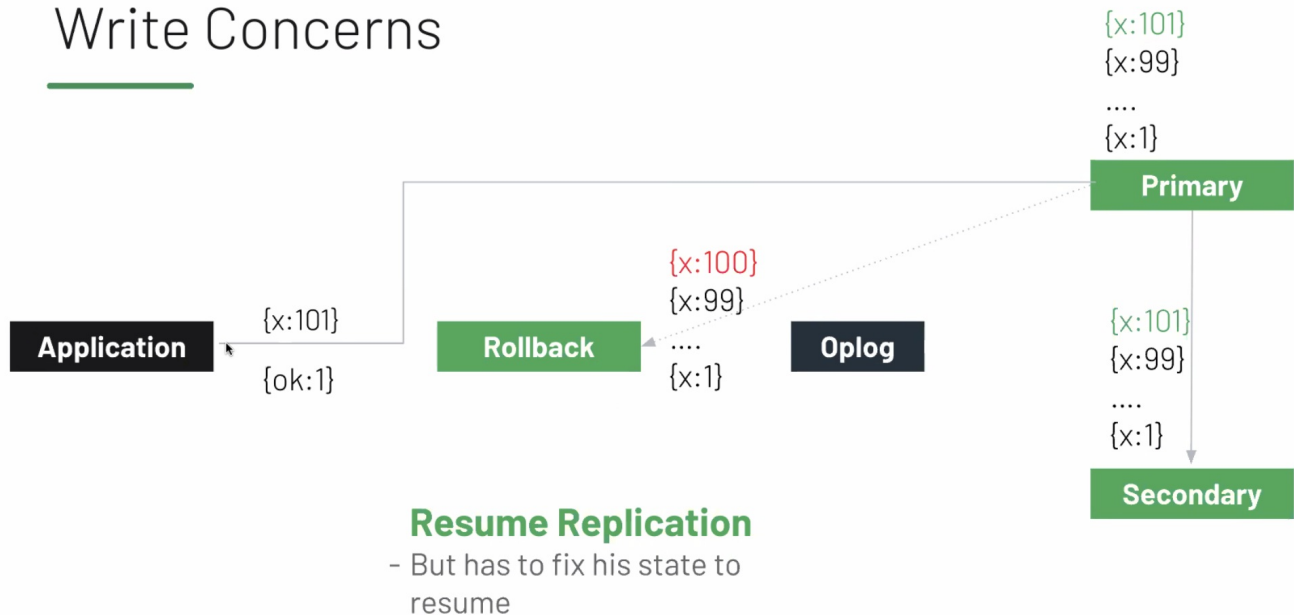 Write Concerns
{x:101}
{x:99}
....
{x:1}
Primary
{x:100}
{x:99}
....
{x:1}
{x:101}
{ok:1}
Application
Rollback
Oplog
{x:101}
{x:99}
....
{x:1}
Secondary
Resume Replication
- But has to fix his state to
resume